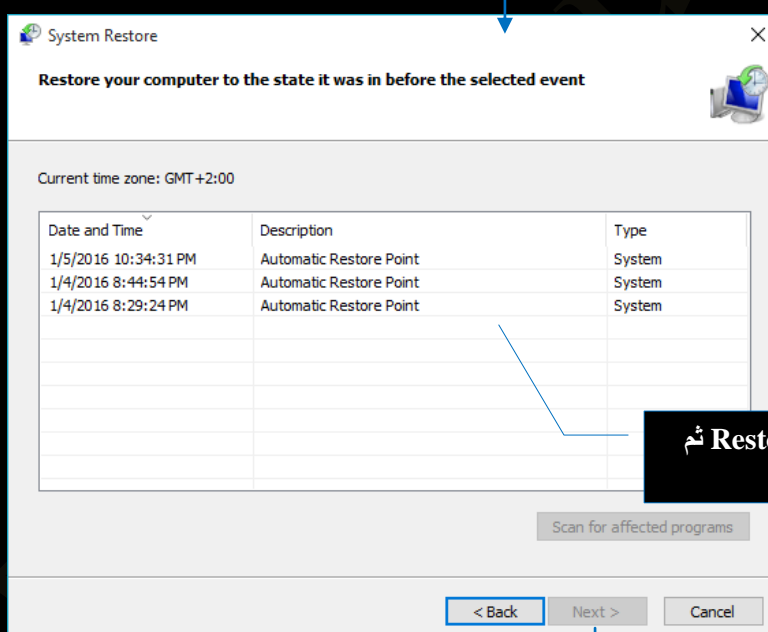 System Restore
Restore your computer to the state it was in before the selected event
Current time zone: GMT+2:00
Date and Time Description Type
1/5/2016 10:34:31 PM Automatic Restore Point System
1/4/2016 8:44:54 PM Automatic Restore Point System
1/4/2016 8:29:24 PM Automatic Restore Point System
ثم
Scan for affected programs
< Back Next > Cancel